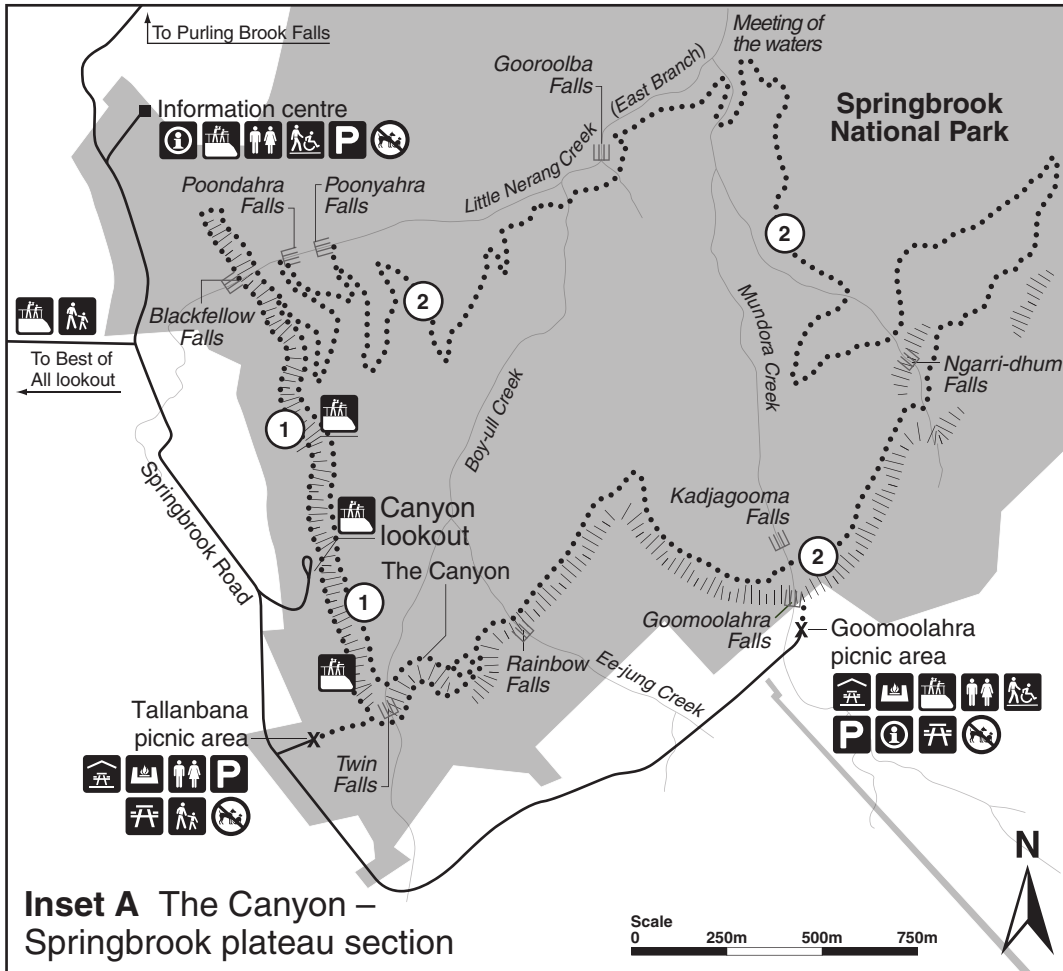 To Purling Brook Falls
Information centre
i
P
Poondahra
Falls
Poonyahra
Falls
Gooroolba
Falls
Little Nerang Creek (East Branch)
Meeting of
the waters
Springbrook
National Park
2
2
Blackfellow
Falls
To Best of
All lookout
1
Springbrook Road
Boy-ull Creek
Mundora Creek
Ngarri-dhum
Falls
Canyon
lookout
The Canyon
1
Kadjagooma
Falls
2
Goomoolahra
Falls
X
Goomoolahra
picnic area
P
i
Rainbow
Falls
Ee-jung Creek
Tallanbana
picnic area
X
P
Twin
Falls
Inset A The Canyon –
Springbrook plateau section
Scale
0 250m 500m 750m
N